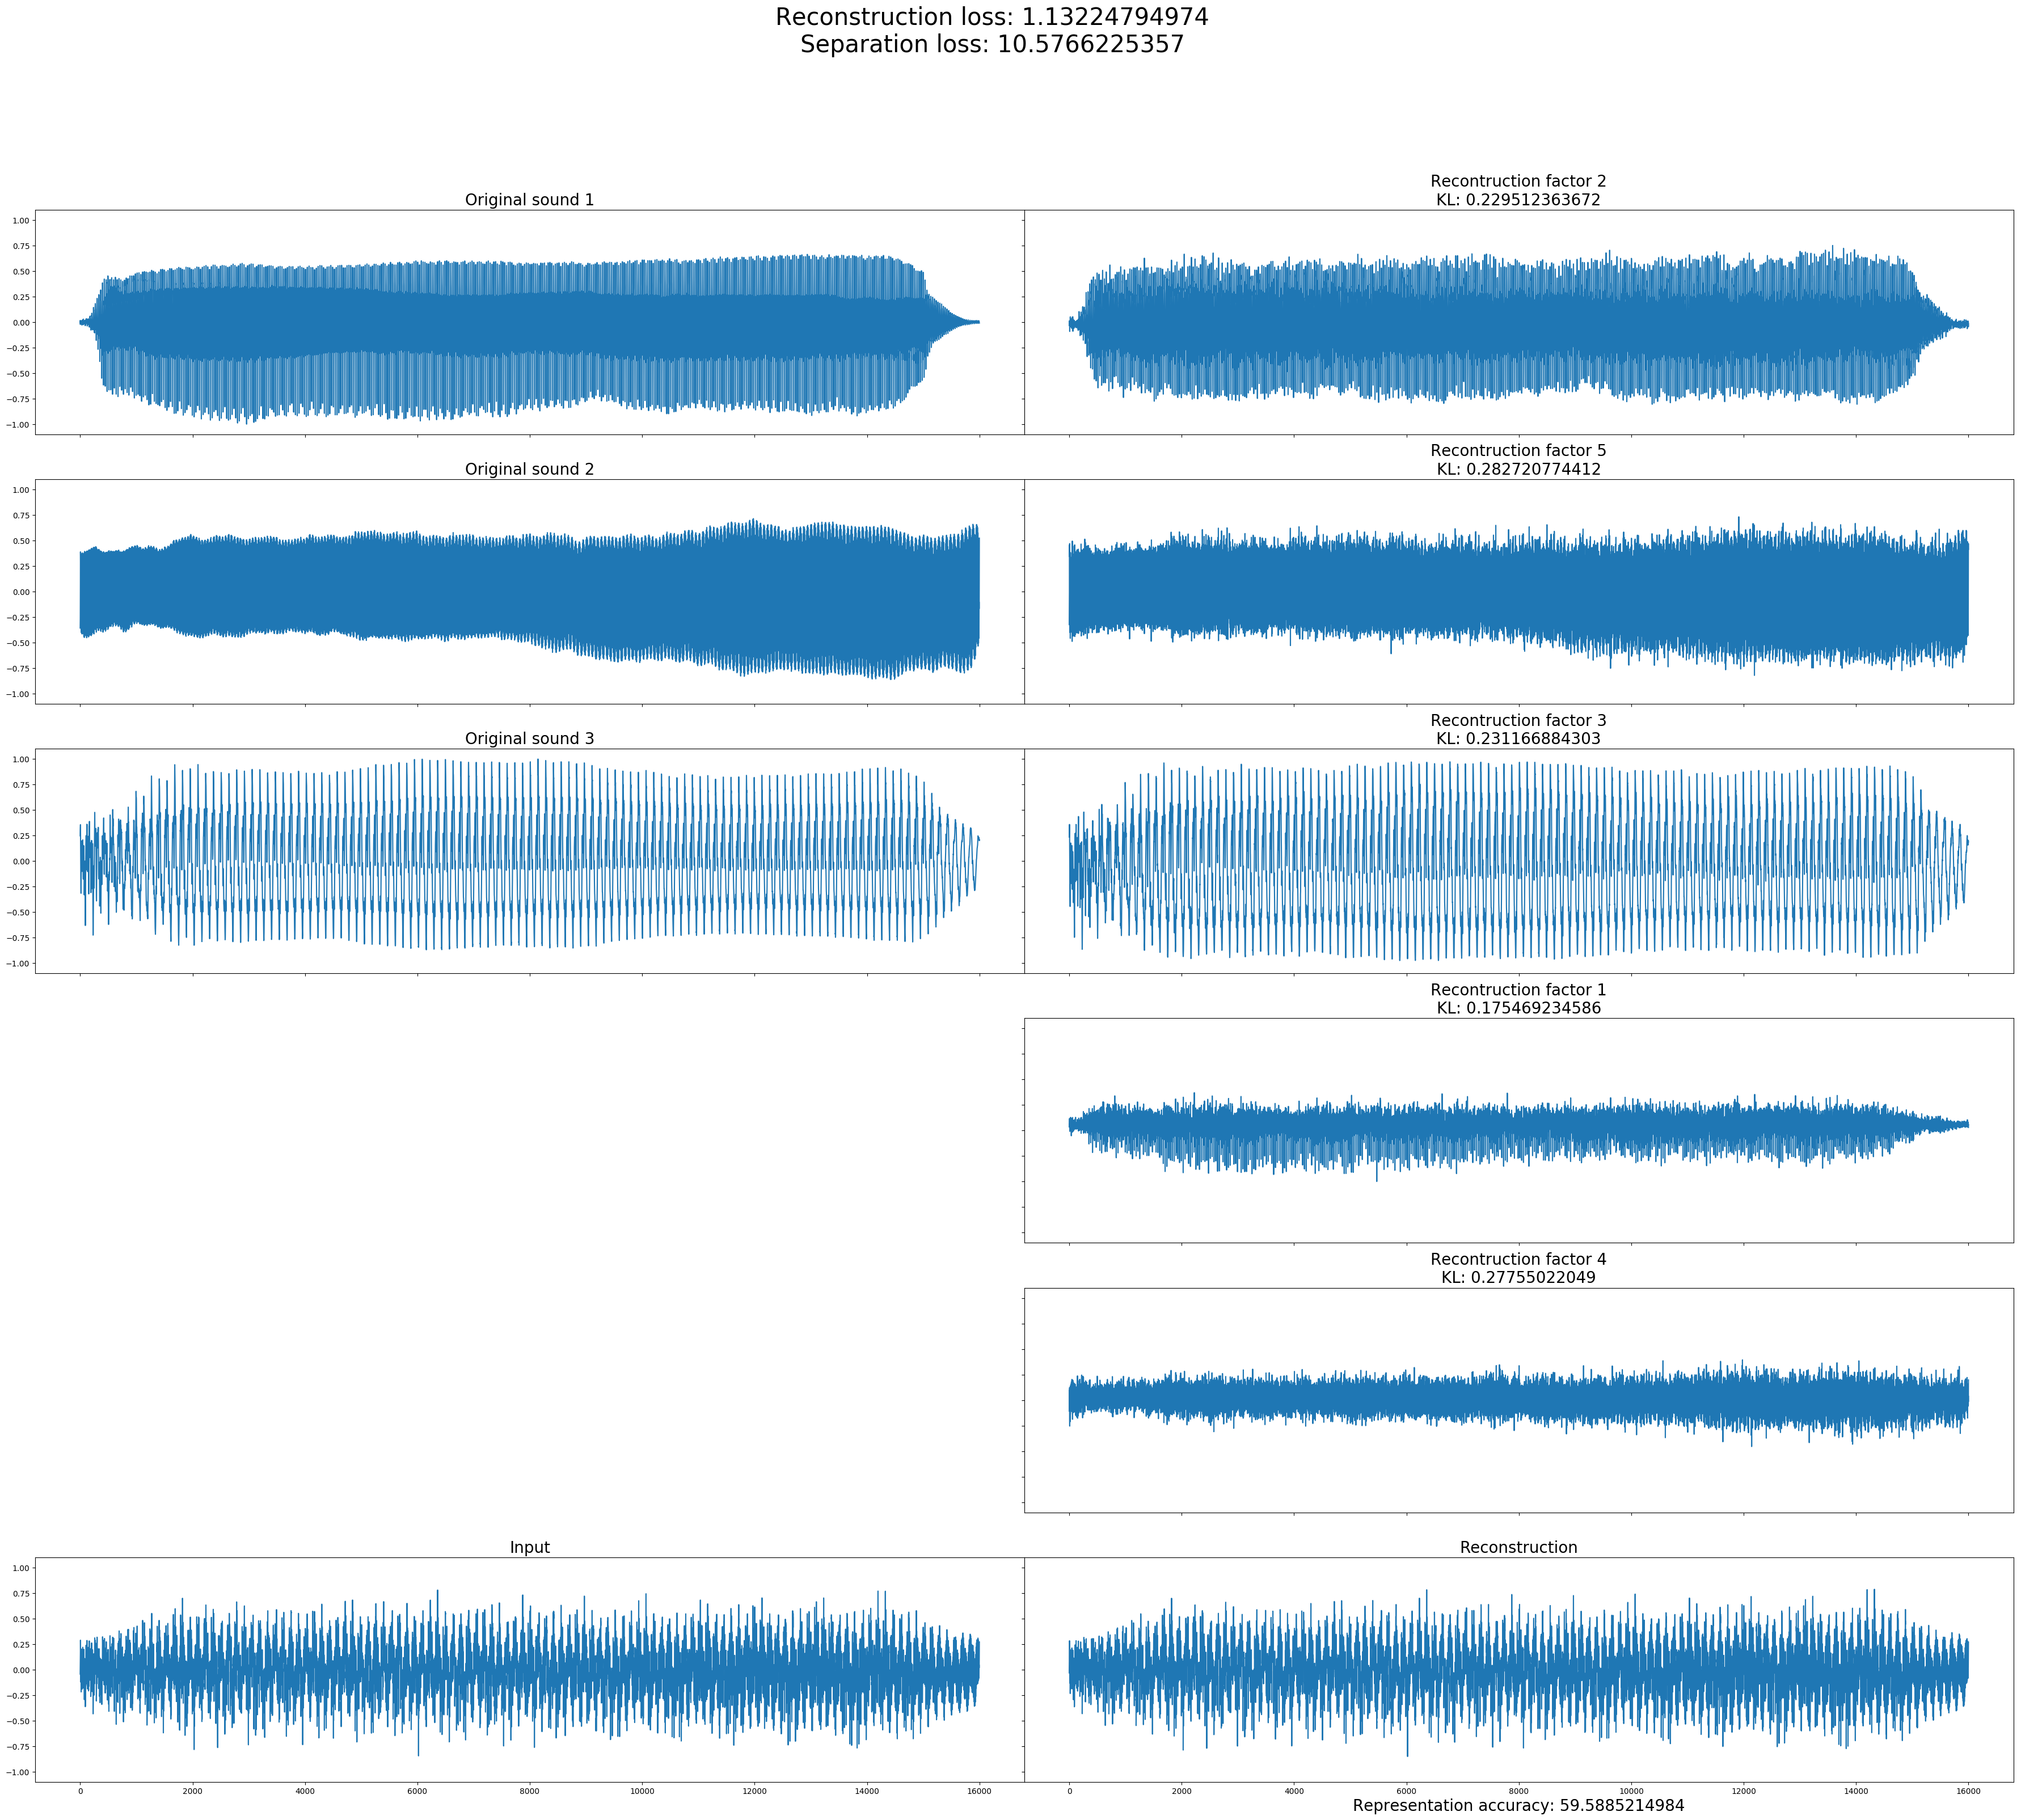 Reconstruction loss: 1.13224794974
Separation loss: 10.5766225357
Original sound 1
Recontruction factor 2
KL: 0.229512363672
1.00
0.75
0.50
0.25
0.00
−0.25
−0.50
−0.75
−1.00
Original sound 2
Recontruction factor 5
KL: 0.282720774412
1.00
0.75
0.50
0.25
0.00
−0.25
−0.50
−0.75
−1.00
Original sound 3
Recontruction factor 3
KL: 0.231166884303
1.00
0.75
0.50
0.25
0.00
−0.25
−0.50
−0.75
−1.00
Recontruction factor 1
KL: 0.175469234586
Recontruction factor 4
KL: 0.27755022049
Input
Reconstruction
1.00
0.75
0.50
0.25
0.00
−0.25
−0.50
−0.75
−1.00
0 2000 4000 6000 8000 10000 12000 14000 16000
0 2000 4000 6000 8000 10000 12000 14000 16000
Representation accuracy: 59.5885214984